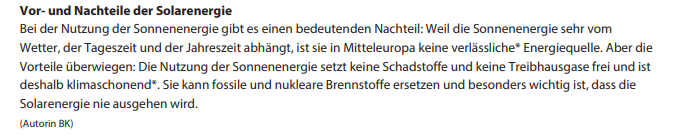 Vor- und Nachteile der Solarenergie
Bei der Nutzung der Sonnenenergie gibt es einen bedeutenden Nachteil: Weil die Sonnenenergie sehr vom
Wetter, der Tageszeit und der Jahreszeit abhängt, ist sie in Mitteleuropa keine verlässliche* Energiequelle. Aber die
Vorteile überwiegen: Die Nutzung der Sonnenenergie setzt keine Schadstoffe und keine Treibhausgase frei und ist
deshalb klimaschonend*. Sie kann fossile und nukleare Brennstoffe ersetzen und besonders wichtig ist, dass die
Solarenergie nie ausgehen wird.
(Autorin BK)